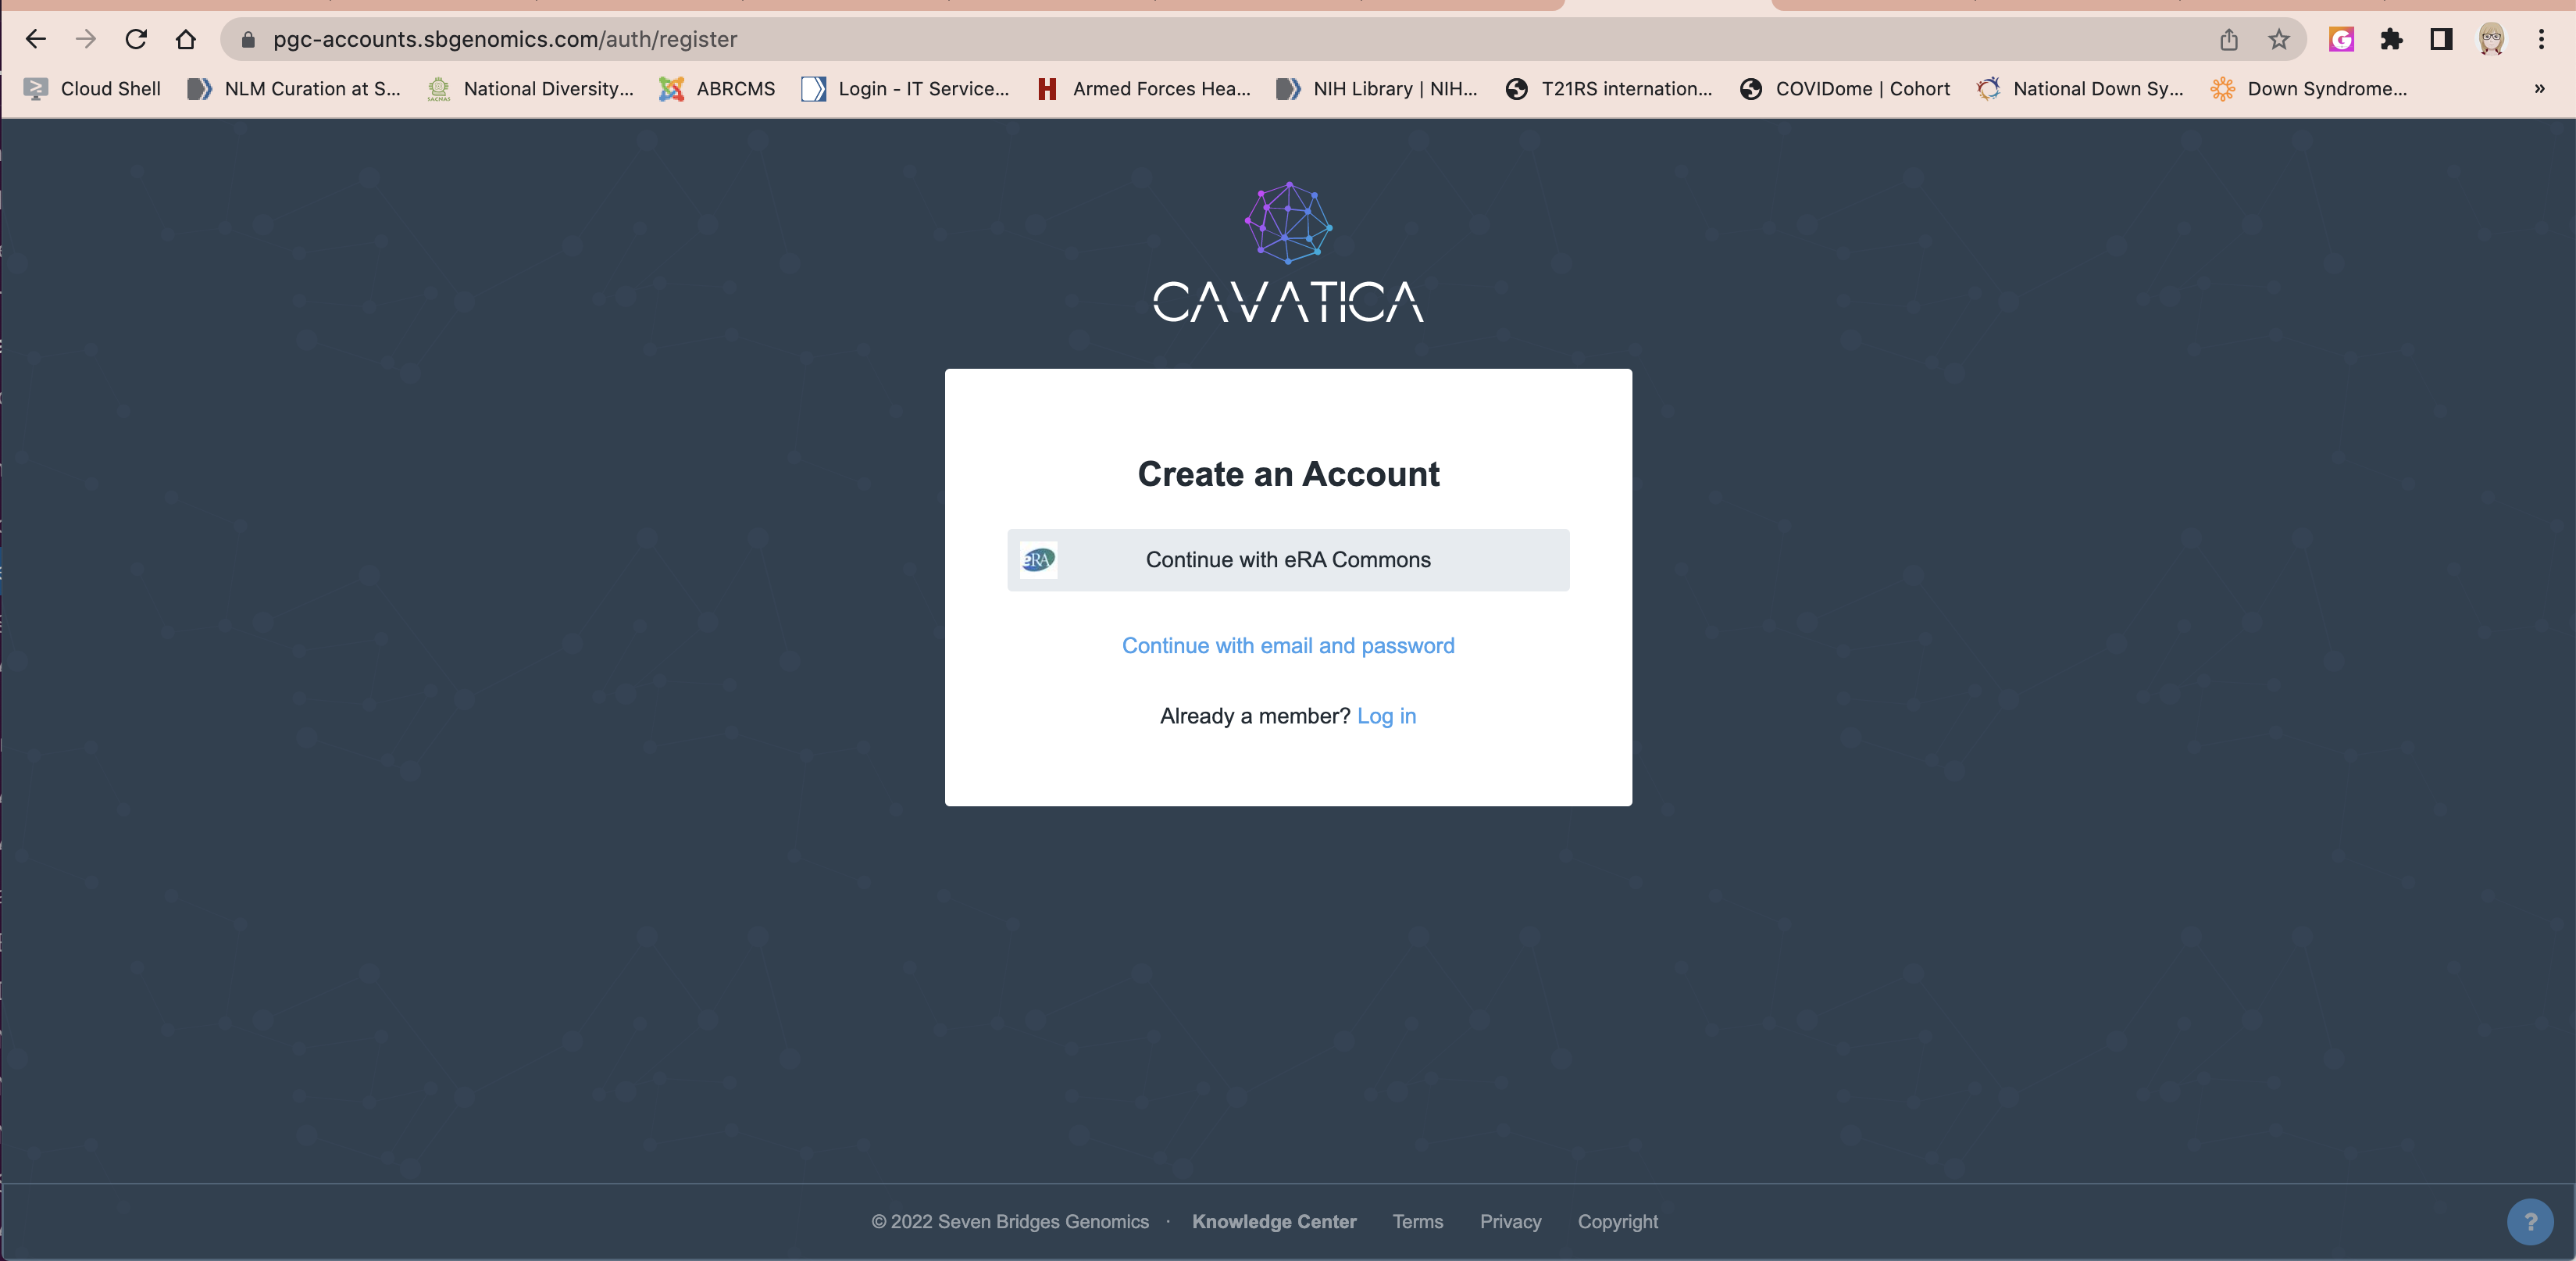 pgc-accounts.sbgenomics.com/auth/register
Cloud Shell NLM Curation at S... National Diversity... ABRCMS Login - IT Service... Armed Forces Hea... NIH Library | NIH... T21RS internation... COVIDome | Cohort National Down Sy... Down Syndrome... »
CAVATICA
Create an Account
eRA Continue with eRA Commons
Continue with email and password
Already a member? Log in
© 2022 Seven Bridges Genomics · Knowledge Center Terms Privacy Copyright ?